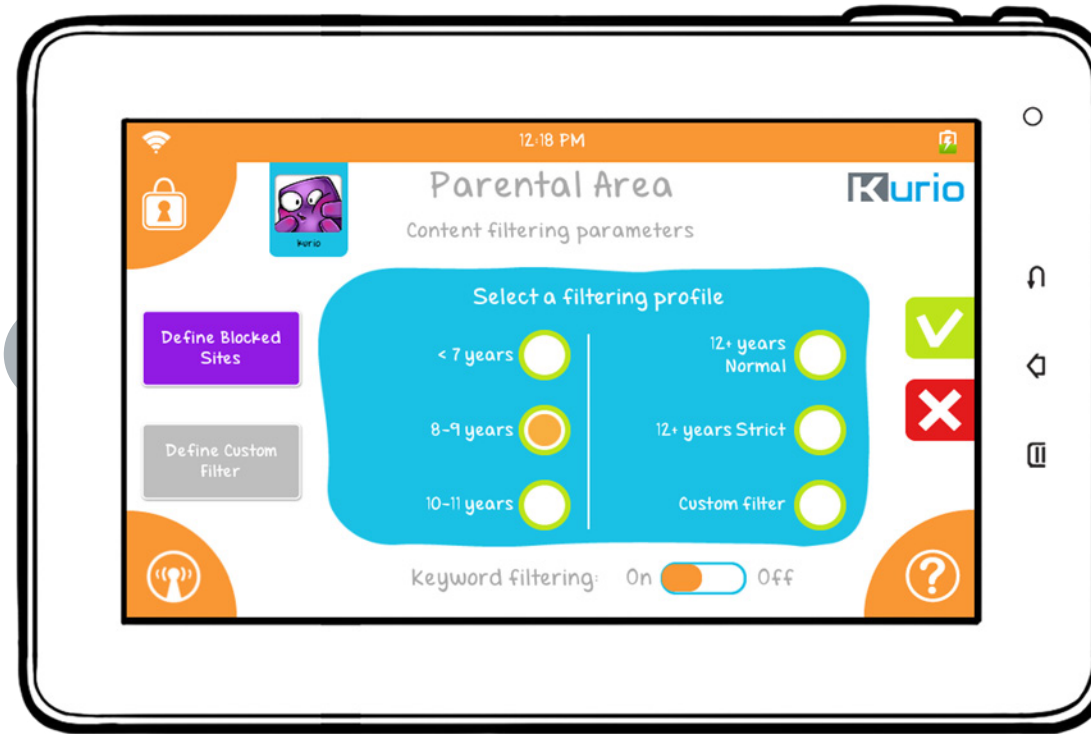 12:18 PM
Parental Area
Kurio
kurio
Content filtering parameters
Select a filtering profile
Define Blocked
Sites
Define Custom
Filter
< 7 years
8-9 years
10-11 years
12+ years
Normal
12+ years Strict
Custom filter
Keyword filtering: On Off
?